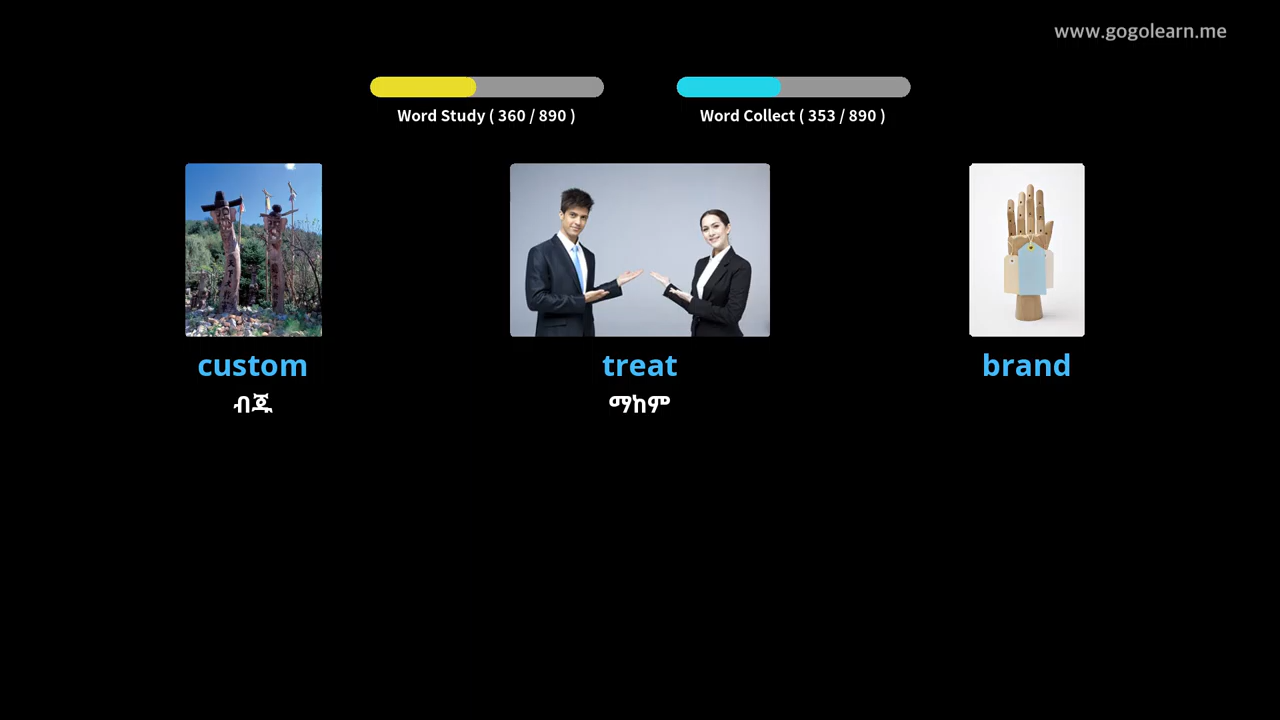 www.gogolearn.me
Word Study ( 360 / 890 )
Word Collect ( 353 / 890 )
custom
treat
brand
ብጁ
ማከም